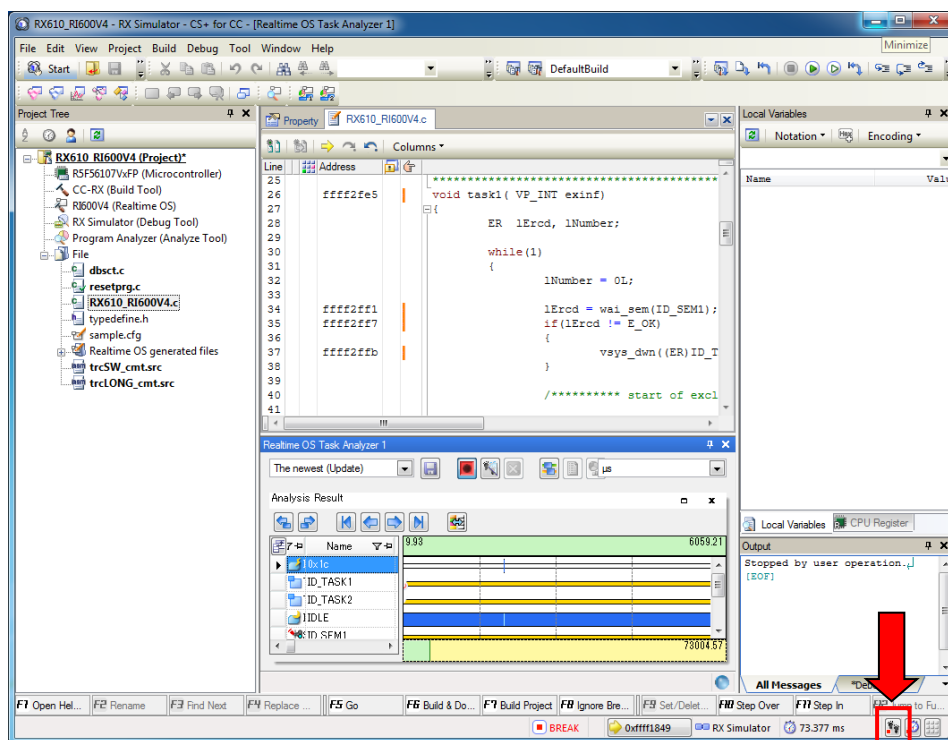 RX610_RI600V4 - RX Simulator - CS+ for CC - [Realtime OS Task Analyzer 1]
File Edit View Project Build Debug Tool Window Help
Minimize
Start
DefaultBuild
Project Tree
RX610_RI600V4 (Project)*
R5F56107VxFP (Microcontroller)
CC-RX (Build Tool)
RI600V4 (Realtime OS)
RX Simulator (Debug Tool)
Program Analyzer (Analyze Tool)
File
dbsct.c
resetprg.c
RX610_RI600V4.c
typedefine.h
sample.cfg
Realtime OS generated files
trcSW_cmt.src
trcLONG_cmt.src
Property RX610_RI600V4.c
Columns
Line Address
25 ******************************************
26 ffff2fe5 void task1( VP_INT exinf)
27 {
28 ER lErcd, lNumber;
29
30 while(1)
31 {
32 lNumber = 0L;
33
34 ffff2ff1 lErcd = wai_sem(ID_SEM1);
35 ffff2ff7 if(lErcd != E_OK)
36 {
37 ffff2ffb vsys_dwn((ER)ID_T
38 }
39
40 /********** start of excl
41
Realtime OS Task Analyzer 1
The newest (Update)
µs
Analysis Result
Name
9.93 6059.21
0x1c
ID_TASK1
ID_TASK2
IDLE
ID_SEM1
73004.57
Local Variables
Notation Encoding
Name Valu
Local Variables CPU Register
Output
Stopped by user operation.
[EOF]
All Messages
F1 Open Hel... F2 Rename F3 Find Next F4 Replace ... F5 Go F6 Build & Do... F7 Build Project F8 Ignore Bre... F9 Set/Delet... F10 Step Over F11 Step In F12 Jump to Fu...
BREAK 0xffff1849 RX Simulator 73.377 ms